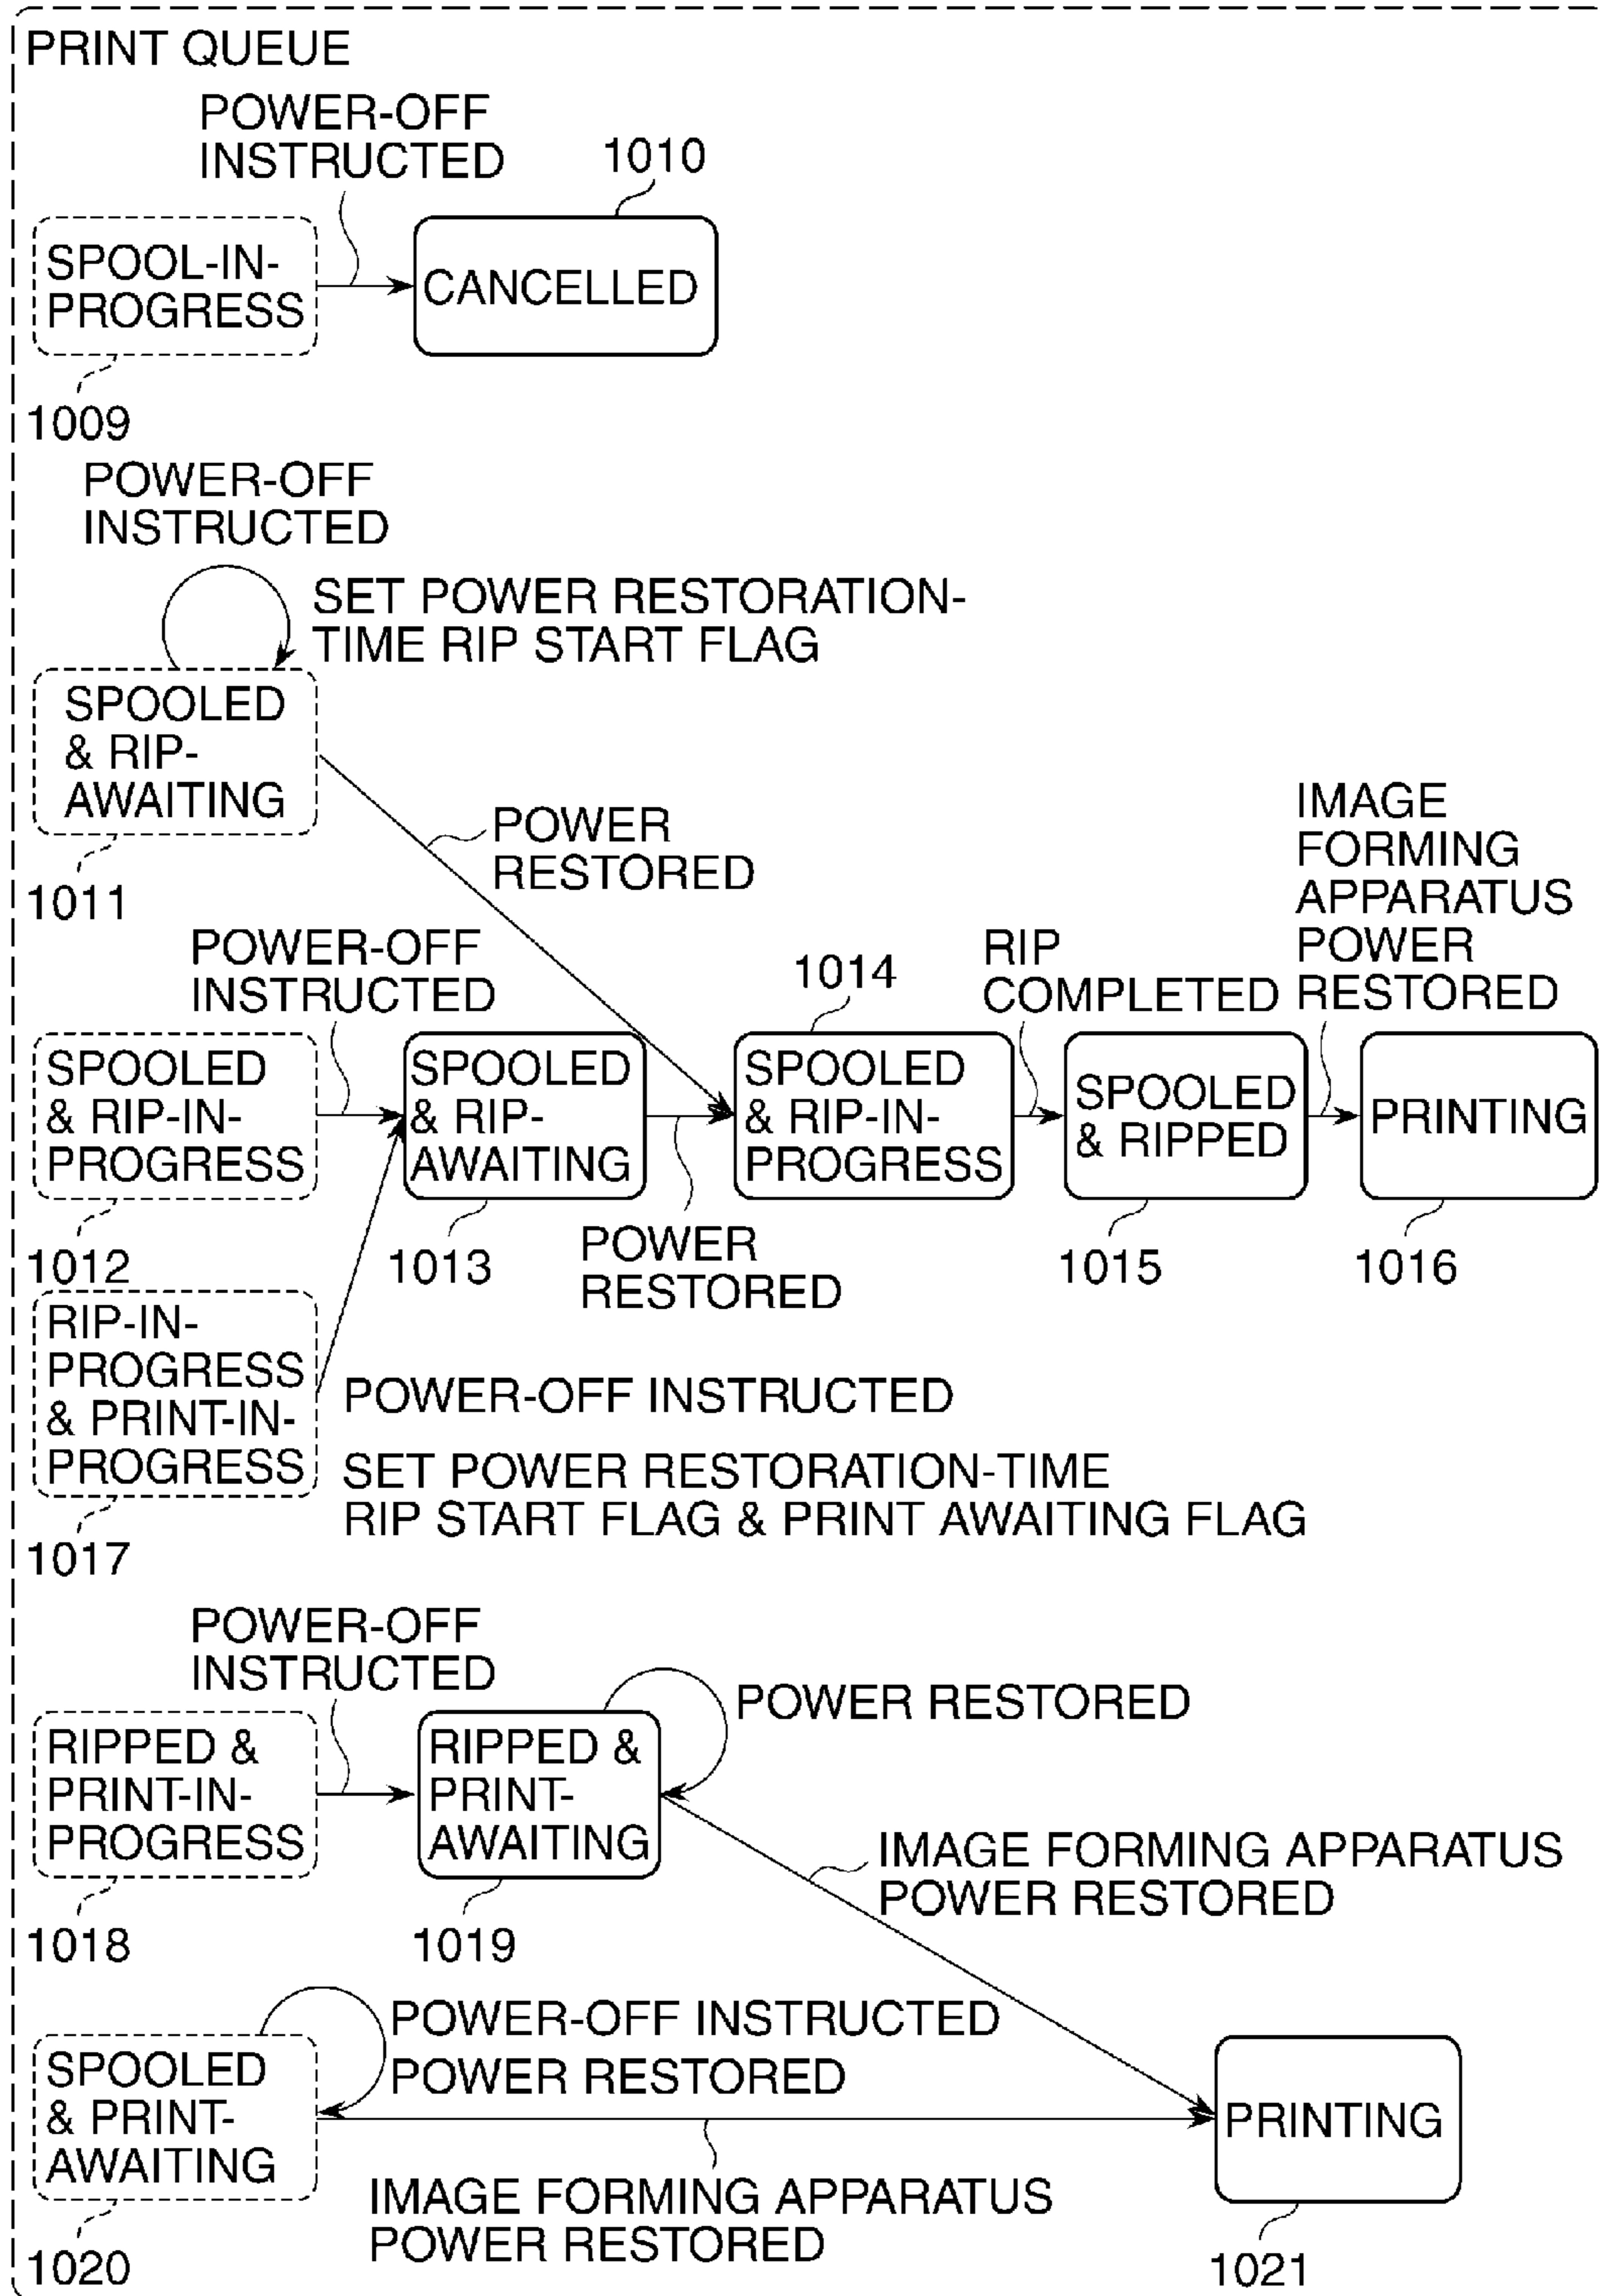 PRINT QUEUE
POWER-OFF
INSTRUCTED
1010
SPOOL-IN-
PROGRESS
CANCELLED
1009
POWER-OFF
INSTRUCTED
SET POWER RESTORATION-
TIME RIP START FLAG
SPOOLED
& RIP-
AWAITING
1011
POWER
RESTORED
IMAGE
FORMING
APPARATUS
POWER
RESTORED
POWER-OFF
INSTRUCTED
1014
RIP
COMPLETED
SPOOLED
& RIP-IN-
PROGRESS
1012
SPOOLED
& RIP-
AWAITING
1013
POWER
RESTORED
SPOOLED
& RIP-IN-
PROGRESS
SPOOLED
& RIPPED
1015
PRINTING
1016
RIP-IN-
PROGRESS
& PRINT-IN-
PROGRESS
1017
POWER-OFF INSTRUCTED
SET POWER RESTORATION-TIME
RIP START FLAG & PRINT AWAITING FLAG
POWER-OFF
INSTRUCTED
POWER RESTORED
RIPPED &
PRINT-IN-
PROGRESS
1018
RIPPED &
PRINT-
AWAITING
1019
IMAGE FORMING APPARATUS
POWER RESTORED
POWER-OFF INSTRUCTED
POWER RESTORED
SPOOLED
& PRINT-
AWAITING
1020
IMAGE FORMING APPARATUS
POWER RESTORED
PRINTING
1021